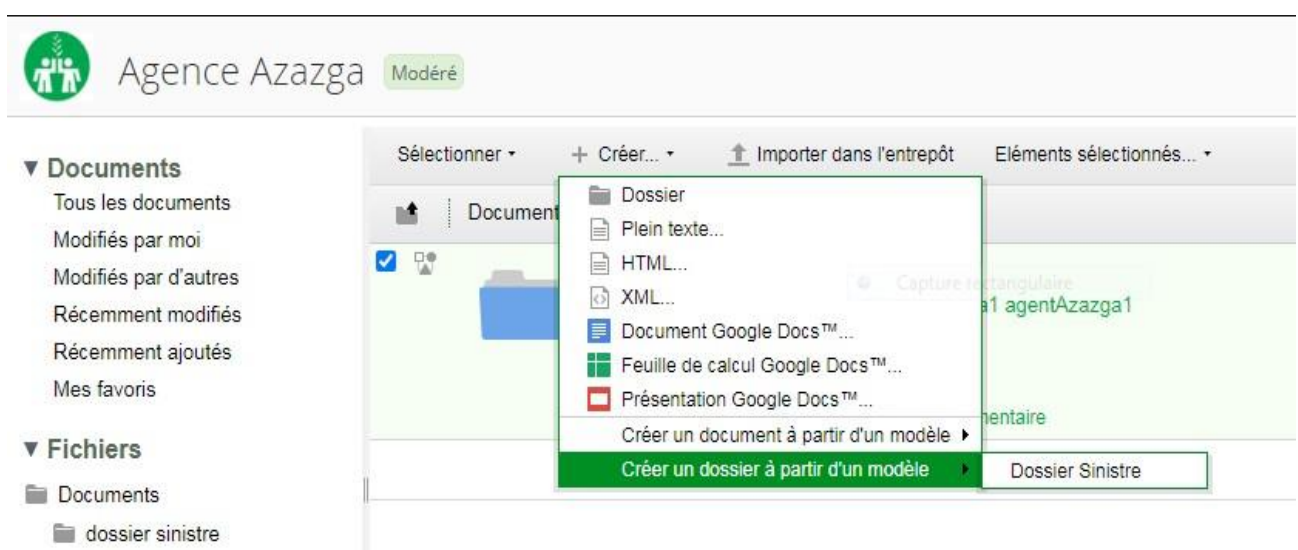 Agence Azazga Modéré
Documents
Tous les documents
Modifiés par moi
Modifiés par d'autres
Récemment modifiés
Récemment ajoutés
Mes favoris
Fichiers
Documents
dossier sinistre
Sélectionner
Créer...
Importer dans l'entrepôt
Eléments sélectionnés...
Document
Dossier
Plein texte...
HTML...
XML...
Document Google Docs™...
Feuille de calcul Google Docs™...
Présentation Google Docs™...
Créer un document à partir d'un modèle
Créer un dossier à partir d'un modèle
Dossier Sinistre
Capture rectangulaire
a1 agentAzazga1
mentaire